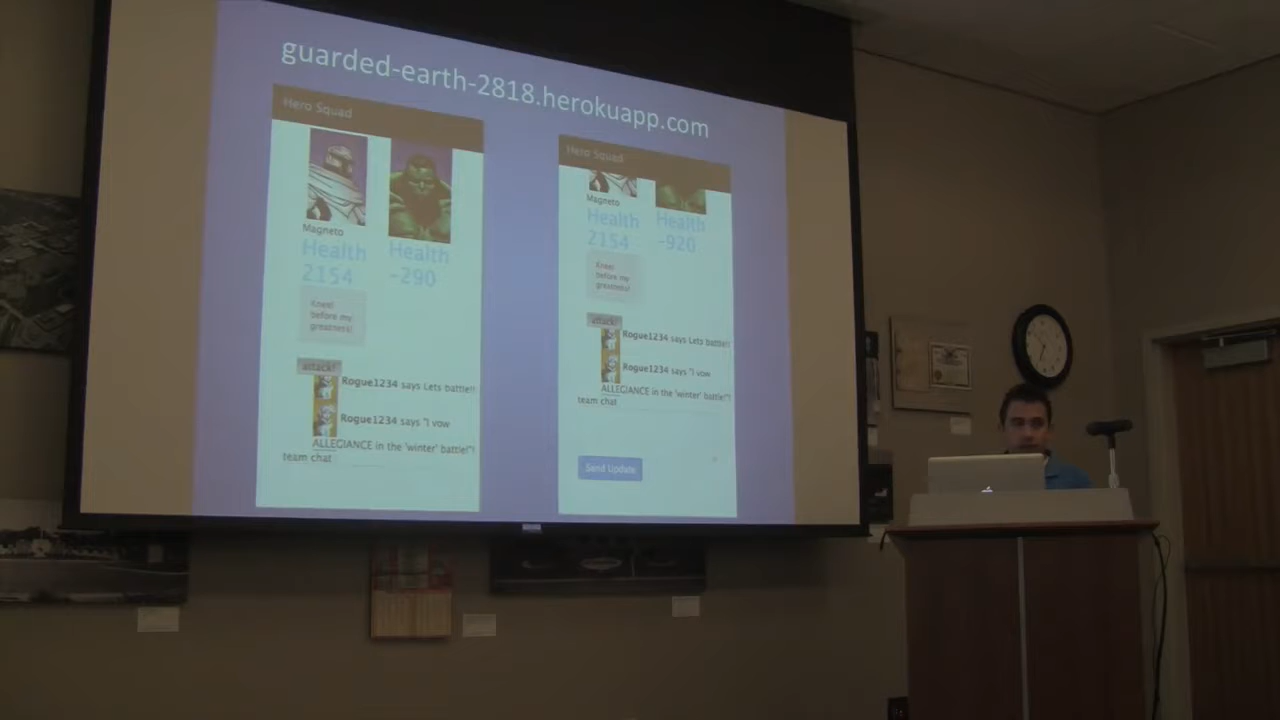 guarded-earth-2818.herokuapp.com
Hero Squad
Magneto
Health
2154
Health
-290
Kneel
before my
greatness!
attack!
Rogue1234 says Lets battle!!
Rogue1234 says "I vow
ALLEGIANCE in the 'winter' battle!"!
team chat
Hero Squad
Magneto
Health
2154
Health
-920
Kneel
before my
greatness!
attack!
Rogue1234 says Lets battle!!
Rogue1234 says "I vow
ALLEGIANCE in the 'winter' battle!"!
team chat
Send Update